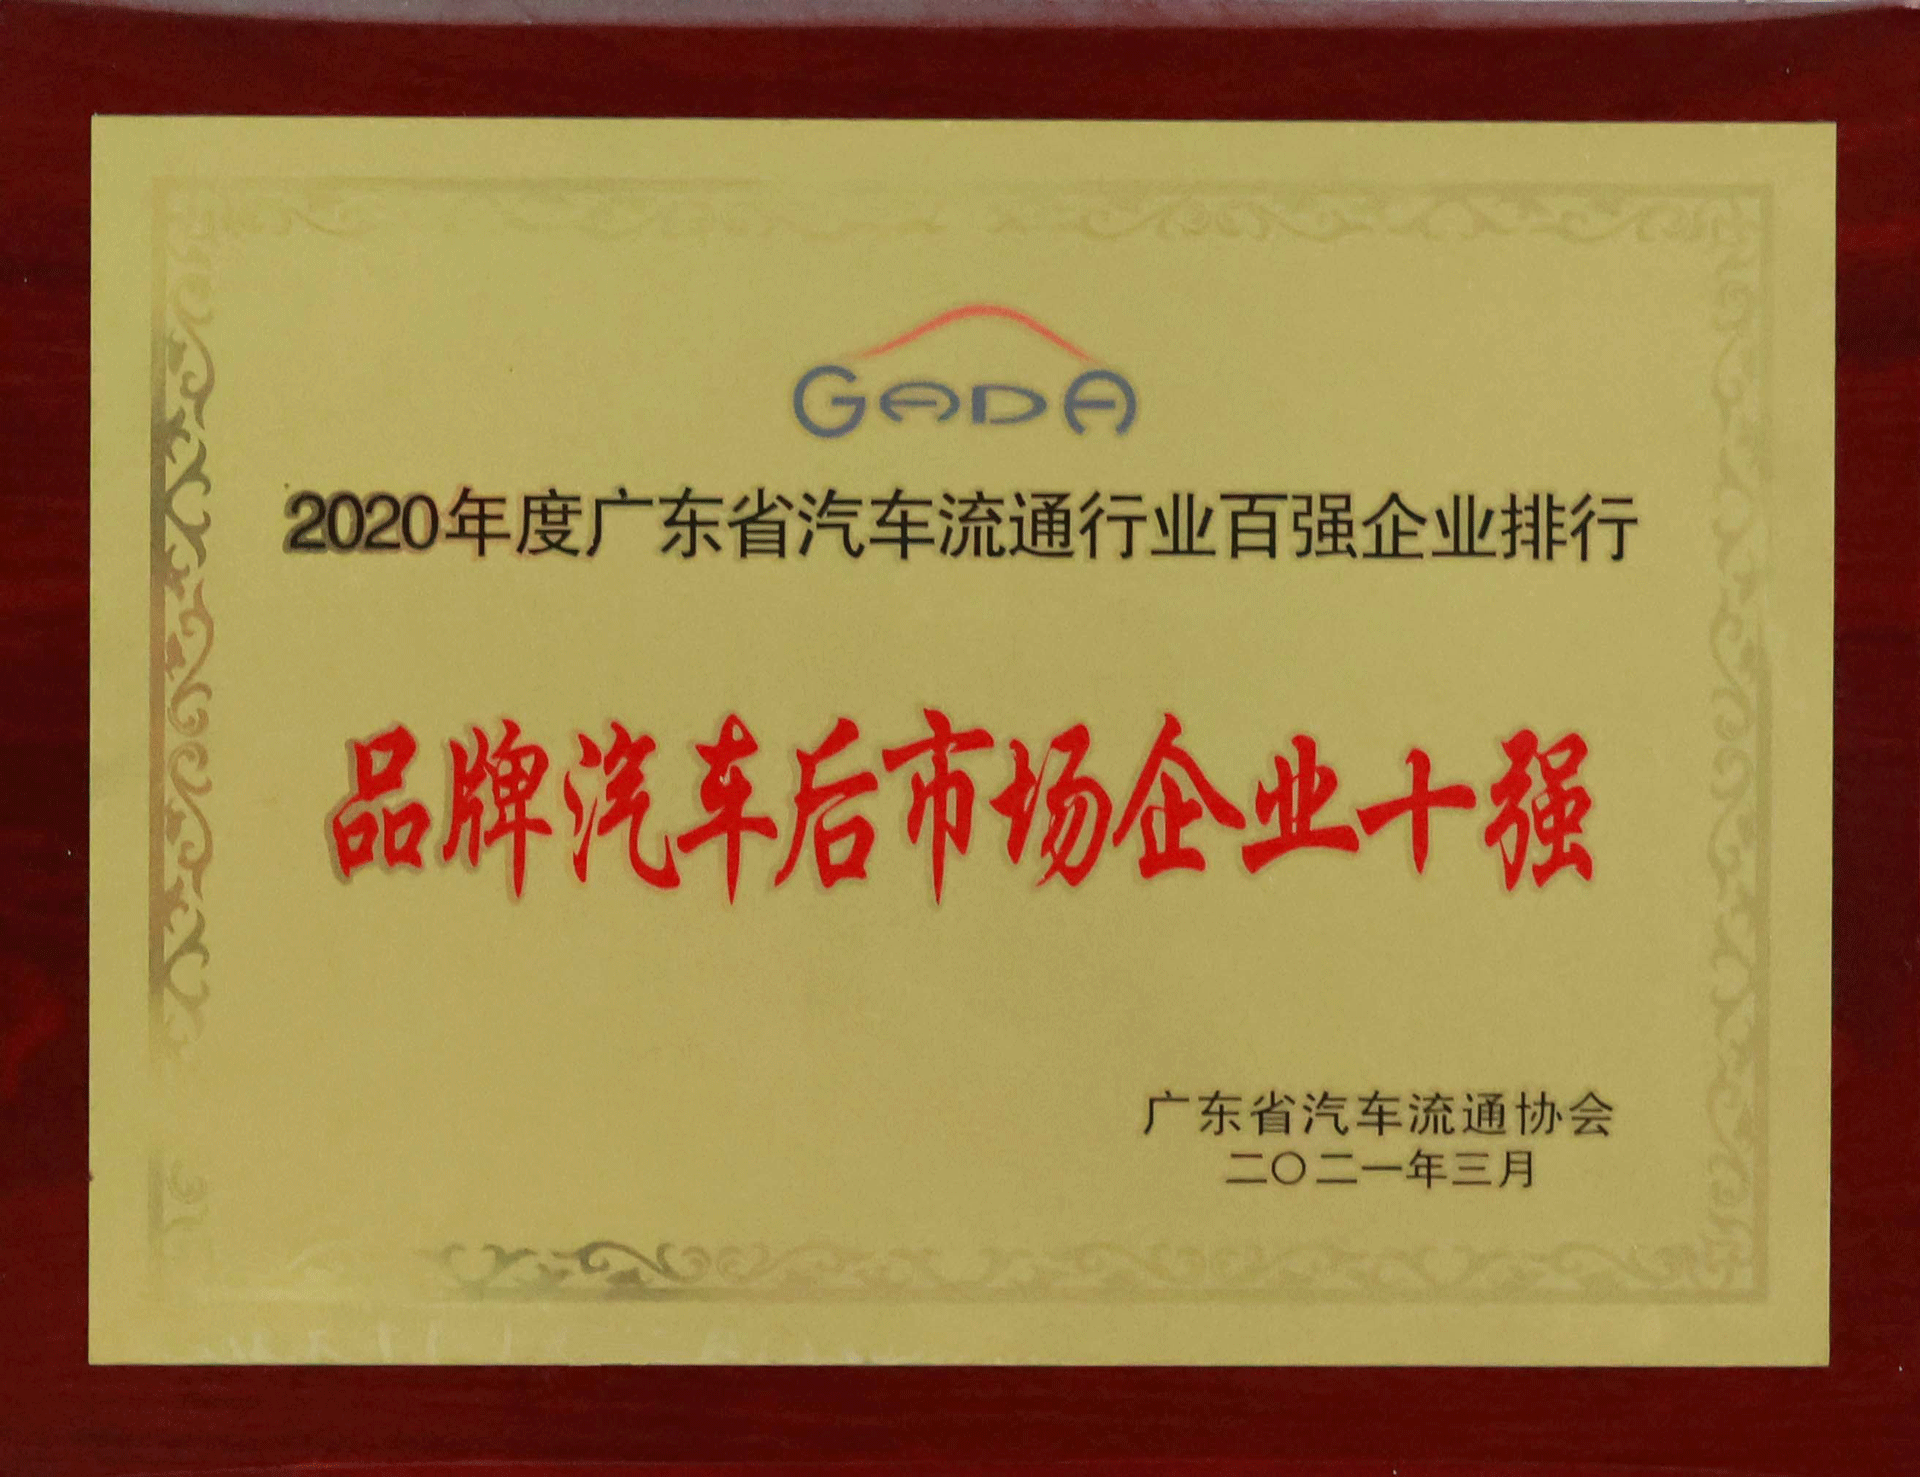 GADA
2020年度广东省汽车流通行业百强企业排行
品牌汽车后市场企业十强
广东省汽车流通协会
二〇二一年三月